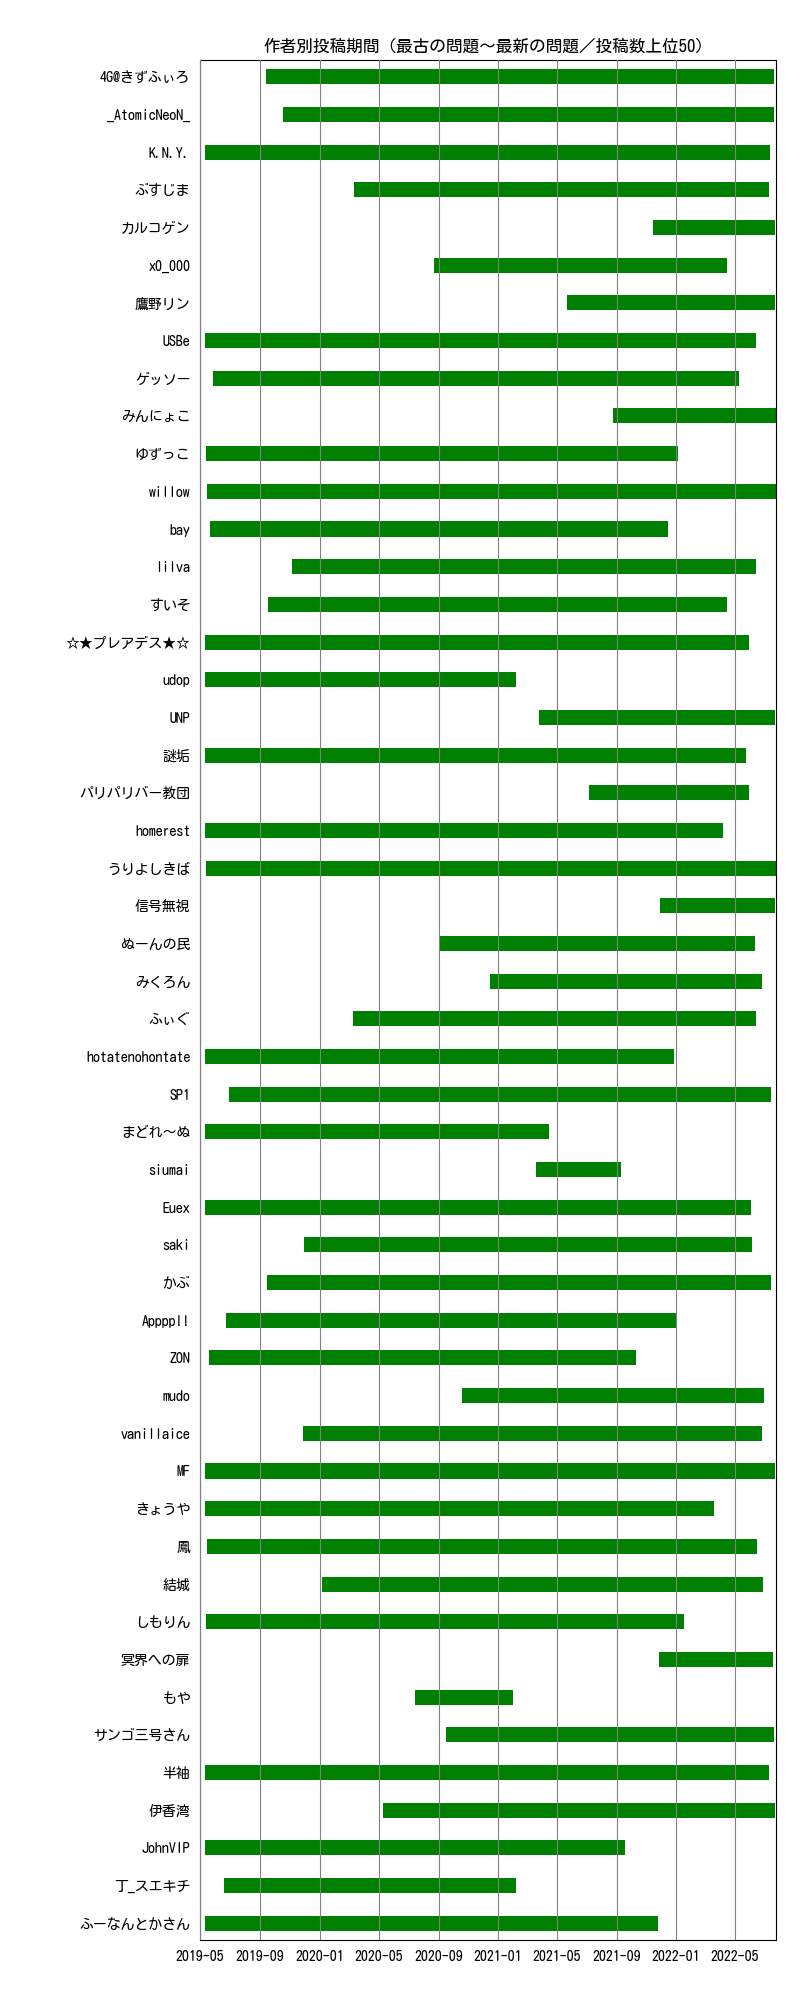 作者別投稿期間（最古の問題～最新の問題／投稿数上位50）
4G@きずふぃろ
_AtomicNeoN_
K.N.Y.
ぷすじま
カルコゲン
x0_000
鷹野リン
USBe
ゲッソー
みんにょこ
ゆずっこ
willow
bay
lilva
すいそ
☆★プレアデス★☆
udop
UNP
謎垢
パリパリバー教団
homerest
うりよしきば
信号無視
ぬーんの民
みくろん
ふぃぐ
hotatenohontate
SP1
まどれ～ぬ
siumai
Euex
saki
かぶ
Appppll
ZON
mudo
vanillaice
MF
きょうや
鳳
結城
しもりん
冥界への扉
もや
サンゴ三号さん
半袖
伊香湾
JohnVIP
丁_スエキチ
ふーなんとかさん
2019-05 2019-09 2020-01 2020-05 2020-09 2021-01 2021-05 2021-09 2022-01 2022-05